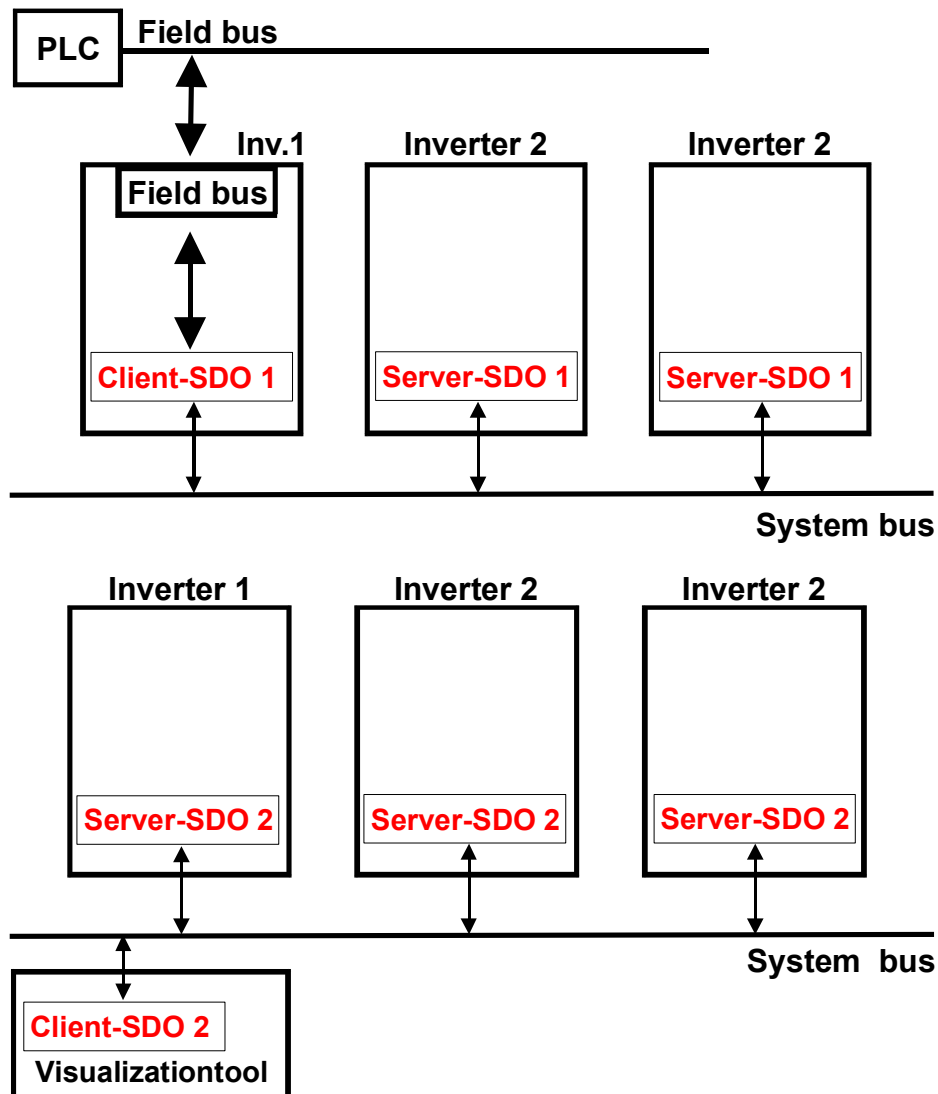 PLC
Field bus
Inv.1
Inverter 2
Inverter 2
Field bus
Client-SDO 1
Server-SDO 1
Server-SDO 1
System bus
Inverter 1
Inverter 2
Inverter 2
Server-SDO 2
Server-SDO 2
Server-SDO 2
System  bus
Client-SDO 2
Visualizationtool